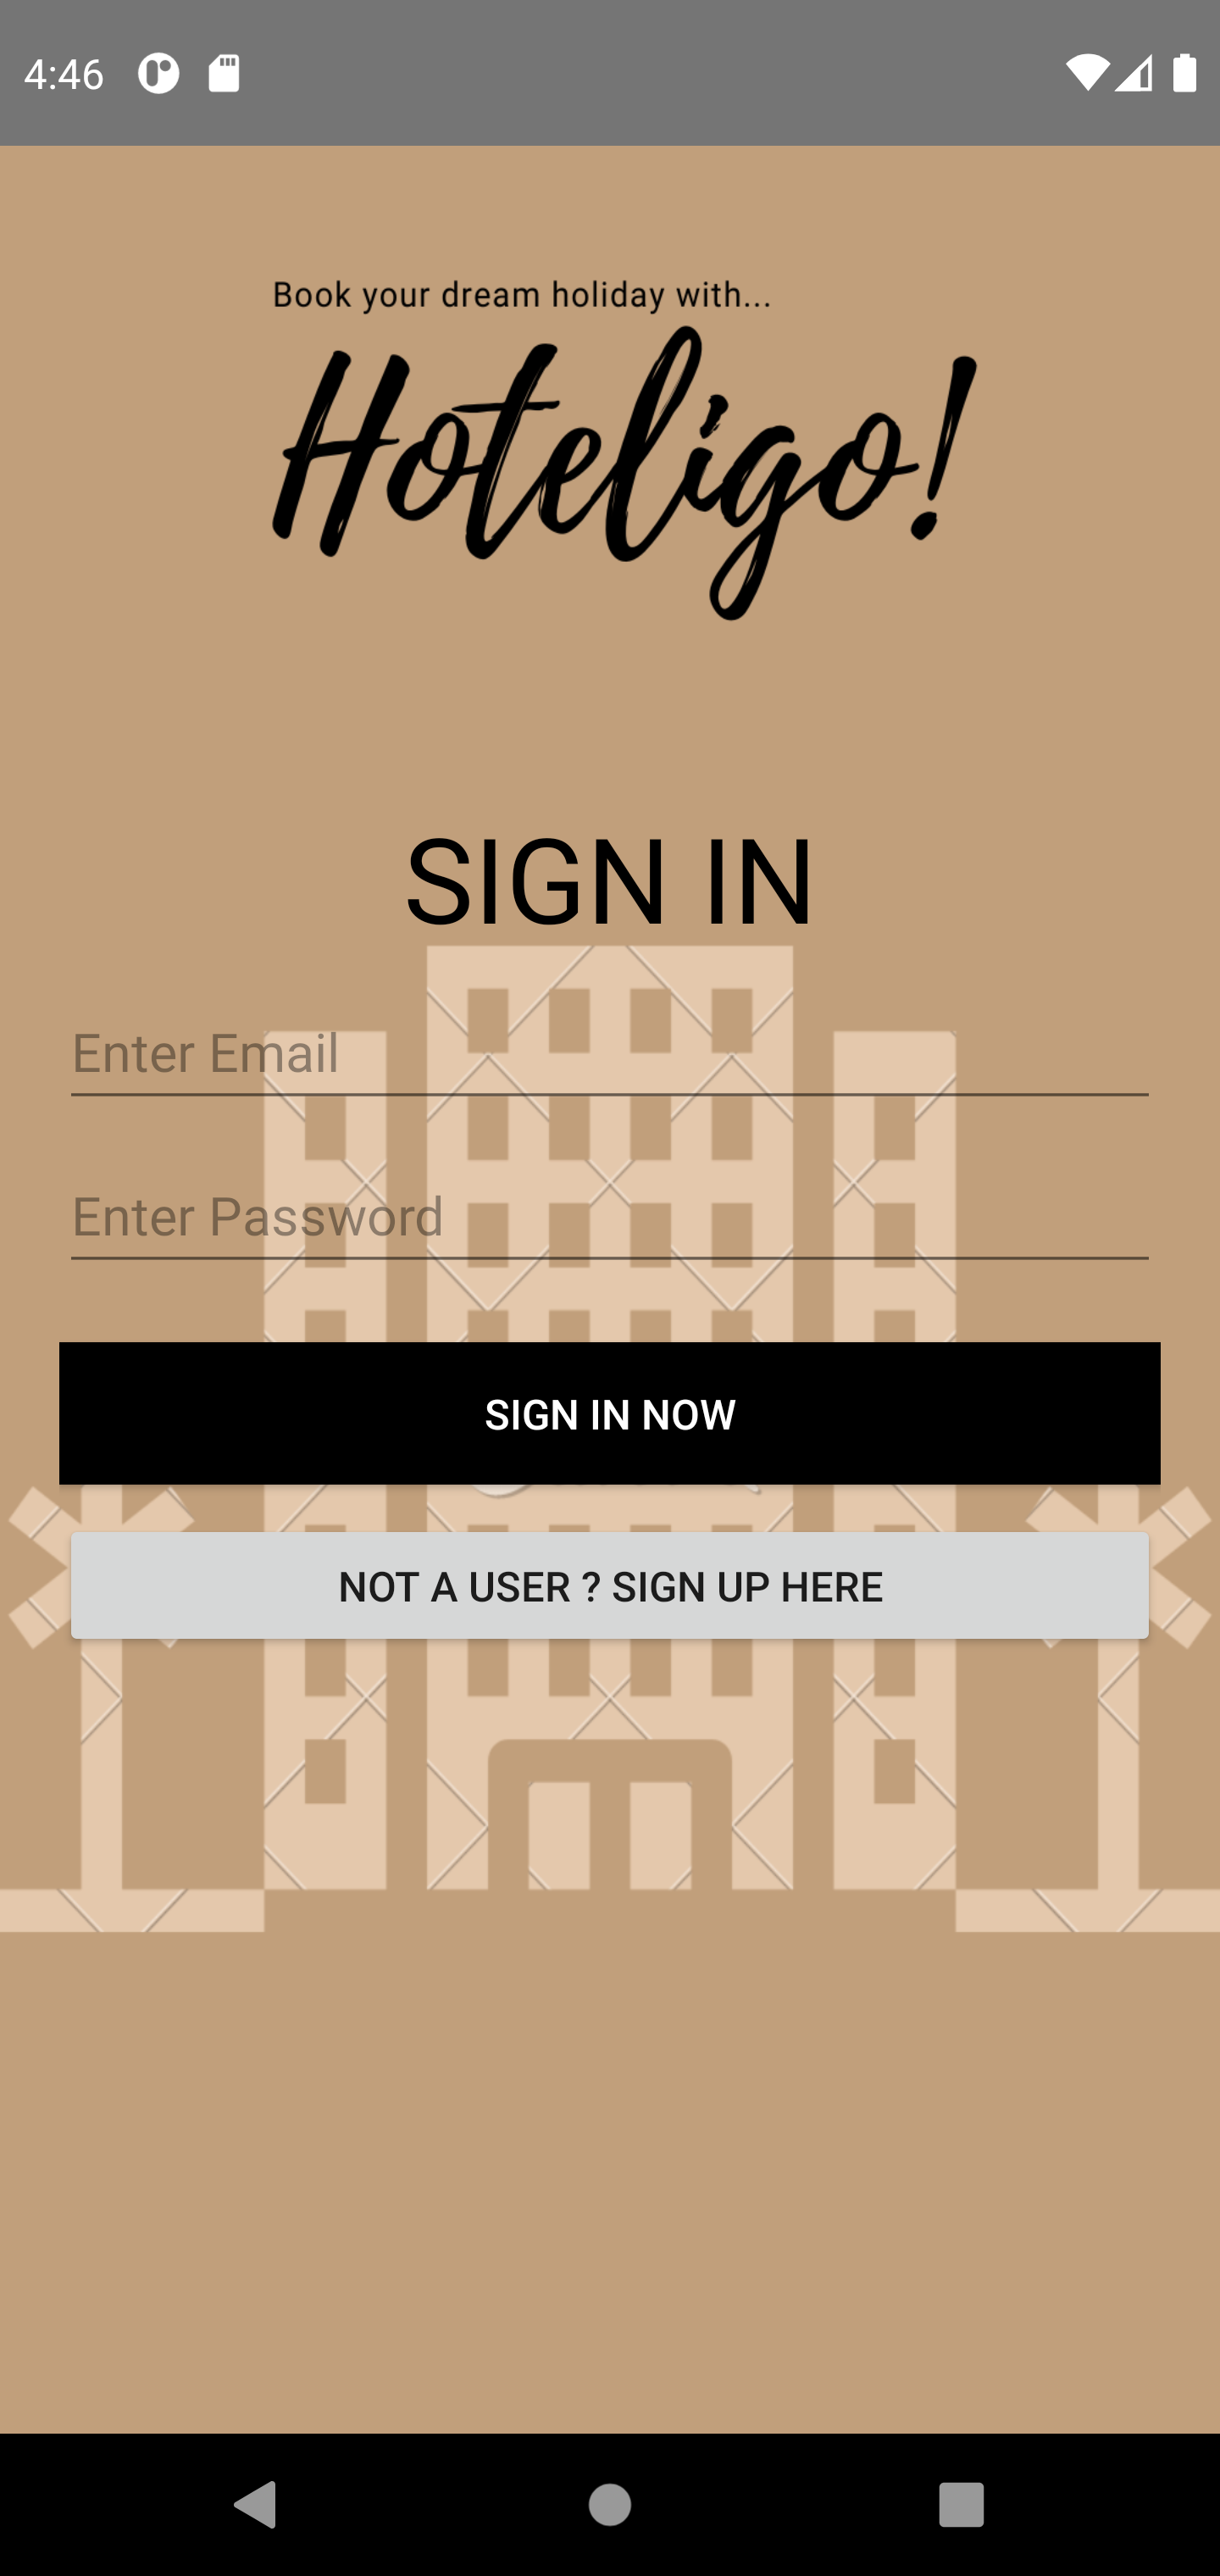 4:46
Book your dream holiday with...
Hoteligo!
SIGN IN
Enter Email
Enter Password
SIGN IN NOW
NOT A USER ? SIGN UP HERE